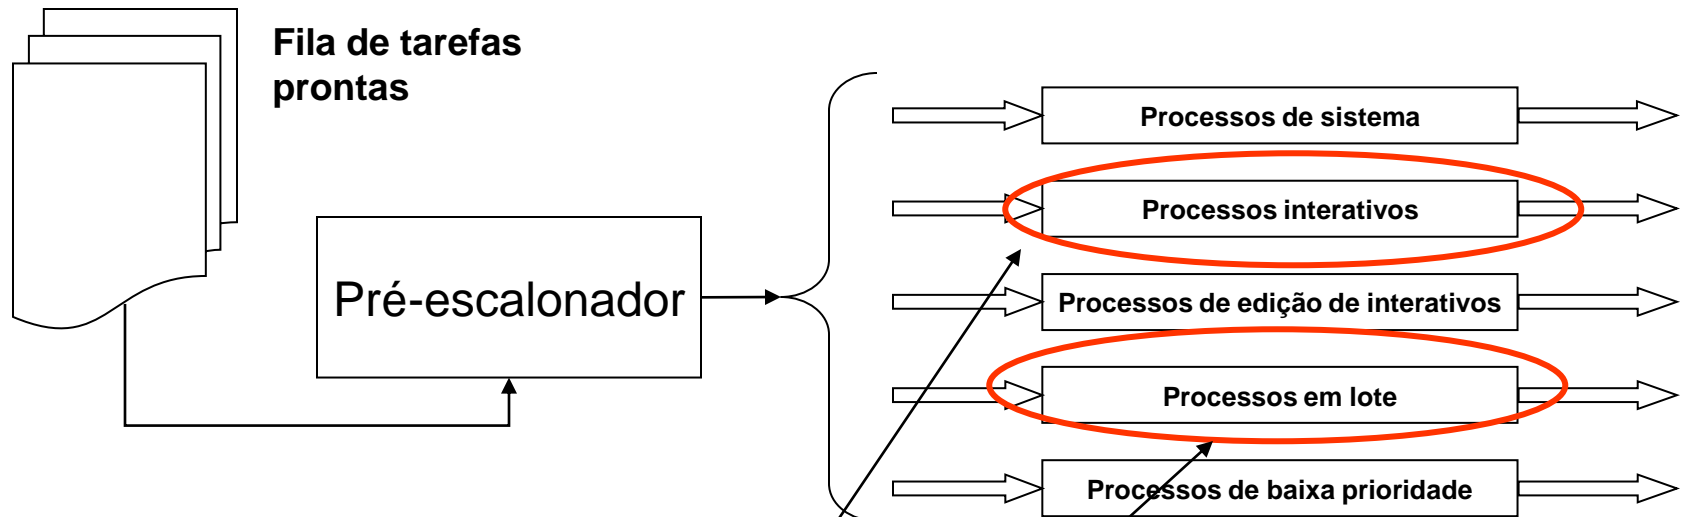 Fila de tarefas
prontas
Pré-escalonador
Processos de sistema
Processos interativos
Processos de edição de interativos
Processos em lote
Processos de baixa prioridade